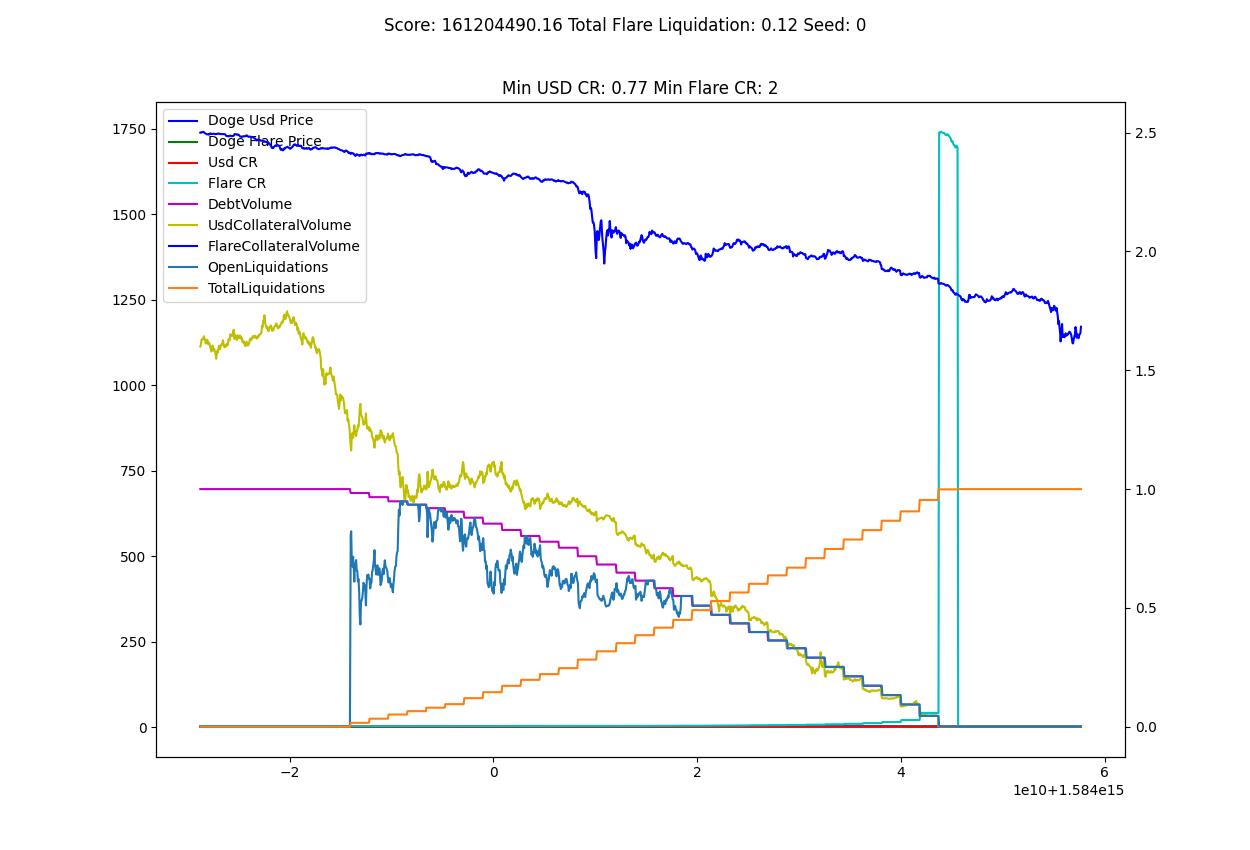 Score: 161204490.16 Total Flare Liquidation: 0.12 Seed: 0
Min USD CR: 0.77 Min Flare CR: 2
Doge Usd Price
Doge Flare Price
Usd CR
Flare CR
DebtVolume
UsdCollateralVolume
FlareCollateralVolume
OpenLiquidations
TotalLiquidations
1750
1500
1250
1000
750
500
250
0
2.5
2.0
1.5
1.0
0.5
0.0
−2 0 2 4 6
1e10+1.584e15